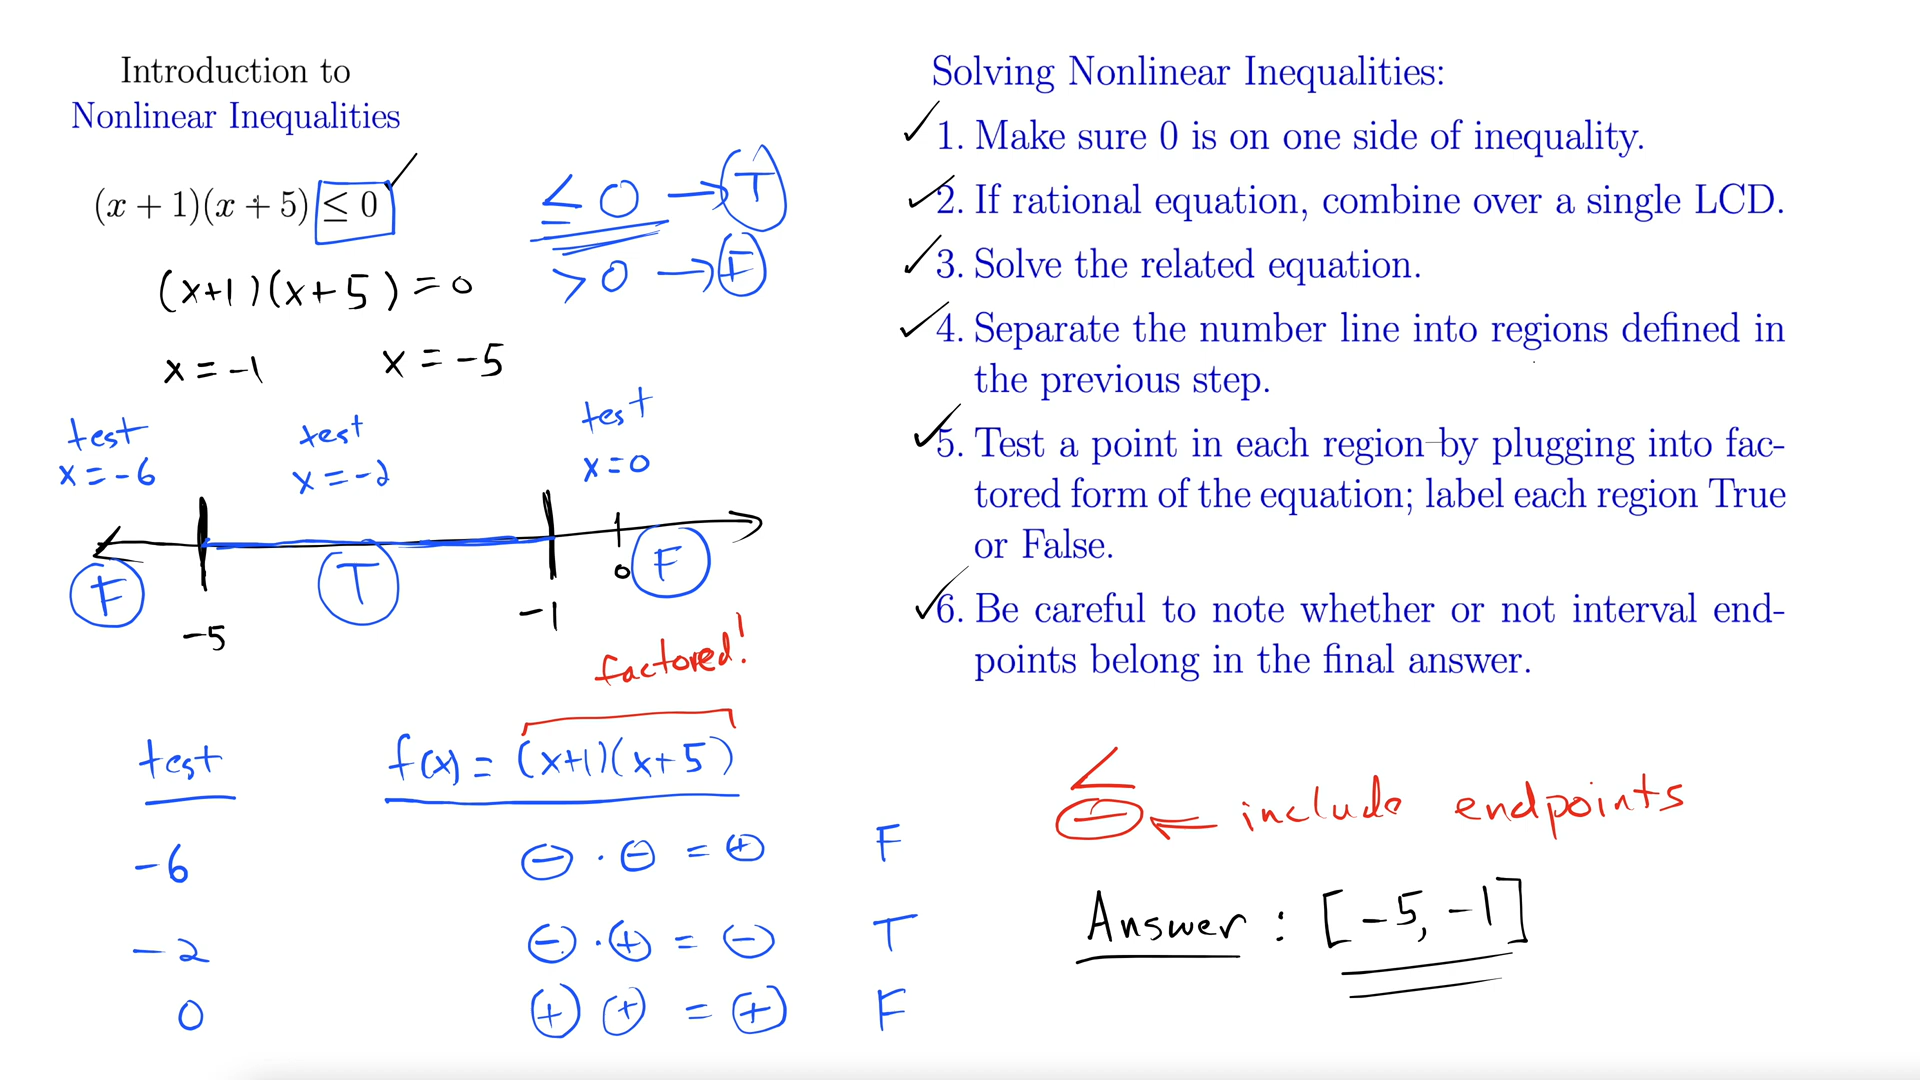 Introduction to
Nonlinear Inequalities
(x + 1)(x + 5) ≤ 0
(x+1)(x+5) = 0
x = -1 x = -5
≤ 0 → T
> 0 → F
test test test
x = -6 x = -2 x = 0
F T 0 F
-5 -1
factored!
test f(x) = (x+1)(x+5)
-6 - · - = + F
-2 - · + = - T
0 + + = + F
Solving Nonlinear Inequalities:
1. Make sure 0 is on one side of inequality.
2. If rational equation, combine over a single LCD.
3. Solve the related equation.
4. Separate the number line into regions defined in
the previous step.
5. Test a point in each region by plugging into fac-
tored form of the equation; label each region True
or False.
6. Be careful to note whether or not interval end-
points belong in the final answer.
≤ ← include endpoints
Answer : [-5, -1]